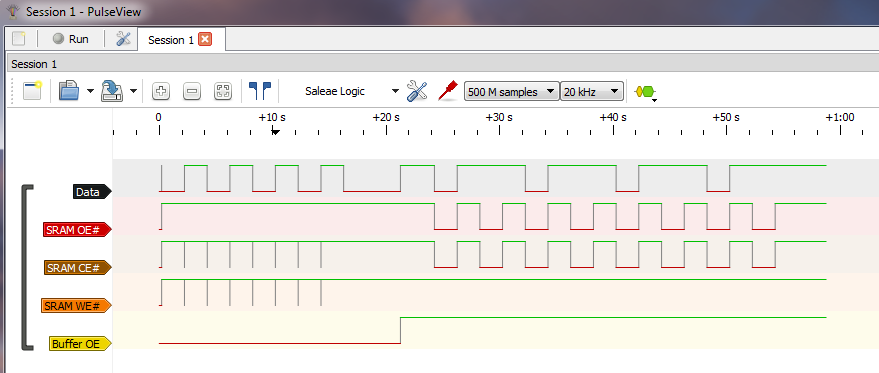 Session 1 - PulseView
Run
Session 1
Session 1
Saleae Logic
500 M samples
20 kHz
0 +10 s +20 s +30 s +40 s +50 s +1:00
Data
SRAM OE#
SRAM CE#
SRAM WE#
Buffer OE